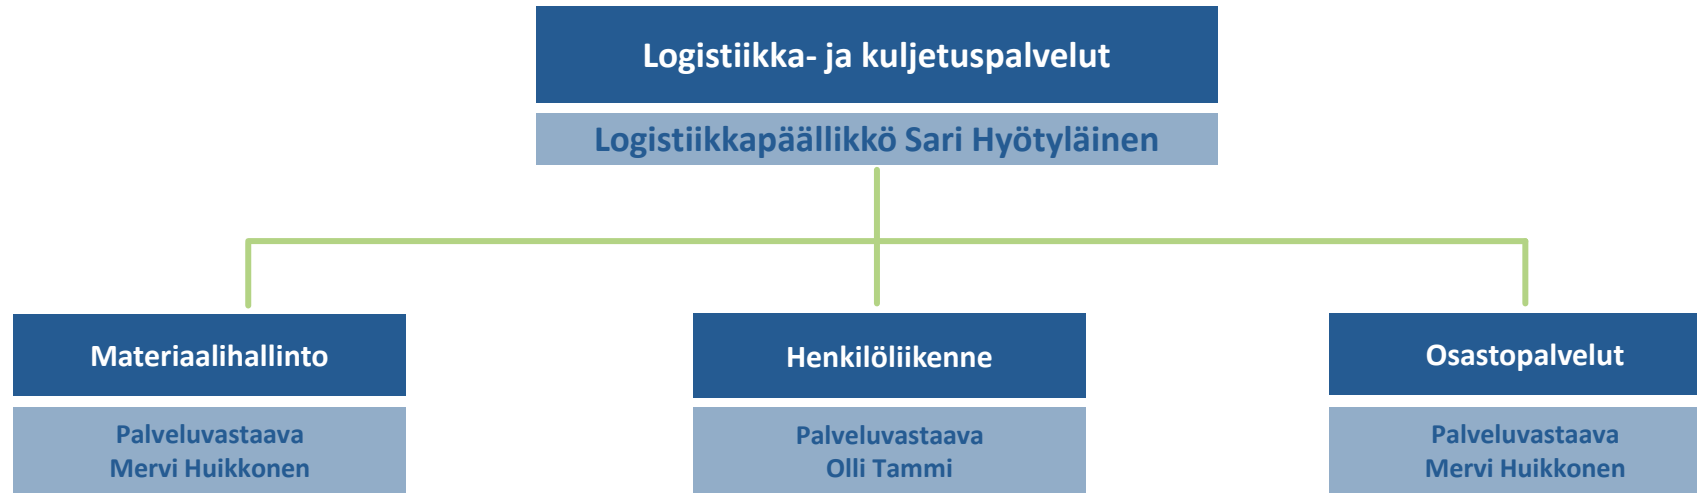 Logistiikka- ja kuljetuspalvelut
Logistiikkapäällikkö Sari Hyötyläinen
Materiaalihallinto
Palveluvastaava
Mervi Huikkonen
Henkilöliikenne
Palveluvastaava
Olli Tammi
Osastopalvelut
Palveluvastaava
Mervi Huikkonen